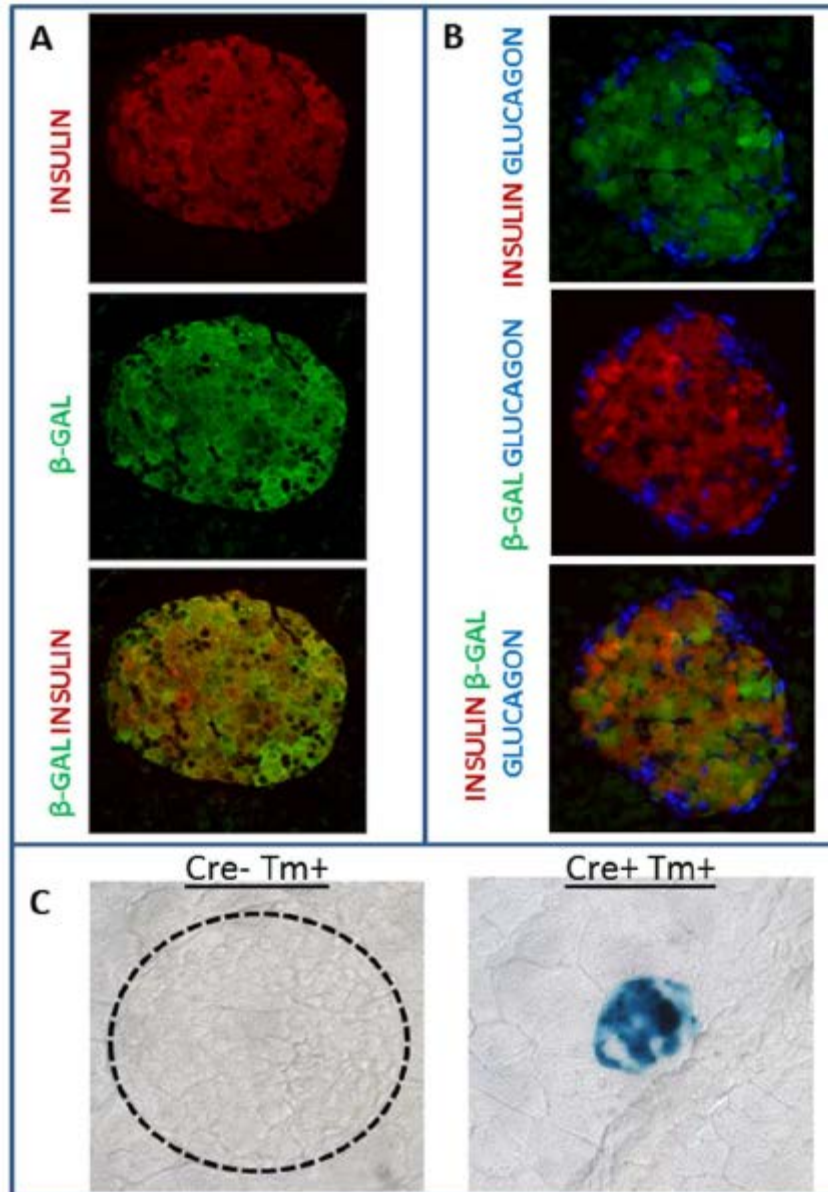 A
INSULIN
β-GAL
β-GAL INSULIN
B
INSULIN GLUCAGON
β-GAL GLUCAGON
INSULIN β-GAL
GLUCAGON
C
Cre- Tm+
Cre+ Tm+